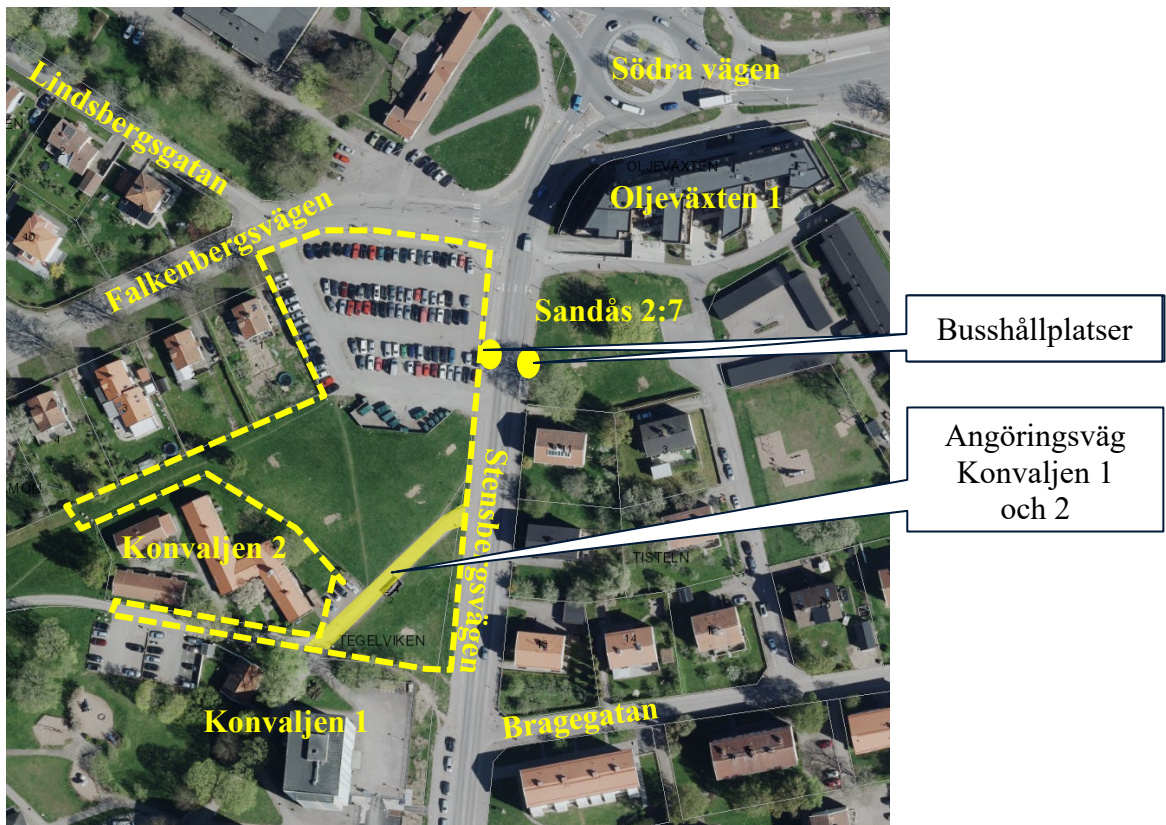 Södra vägen
Lindsbergsgatan
OLJEVÄXTEN
Oljeväxten 1
Falkenbergsvägen
Sandås 2:7
Busshållplatser
Angöringsväg
Konvaljen 1
och 2
Stensbergsvägen
Konvaljen 2
TISTELN
TEGELVIKEN
14
Konvaljen 1
Bragegatan